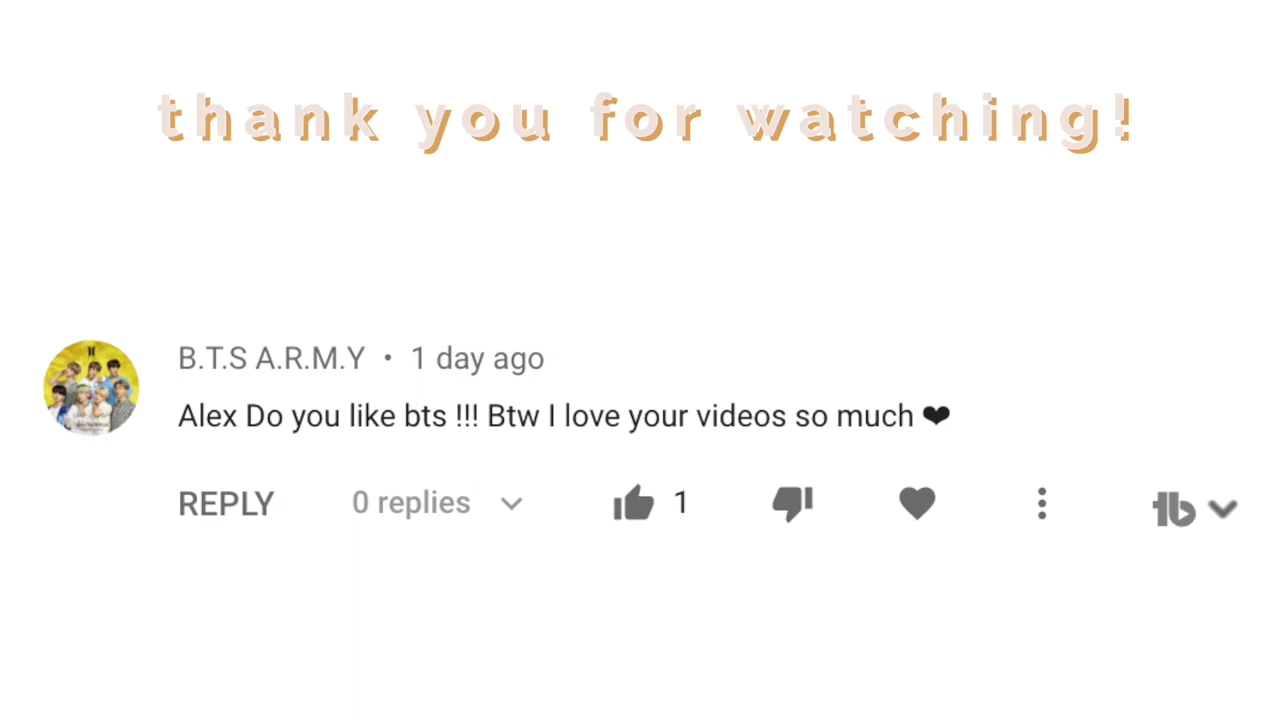 thank you for watching!
B.T.S A.R.M.Y • 1 day ago
Alex Do you like bts !!! Btw I love your videos so much ❤
REPLY 0 replies 1